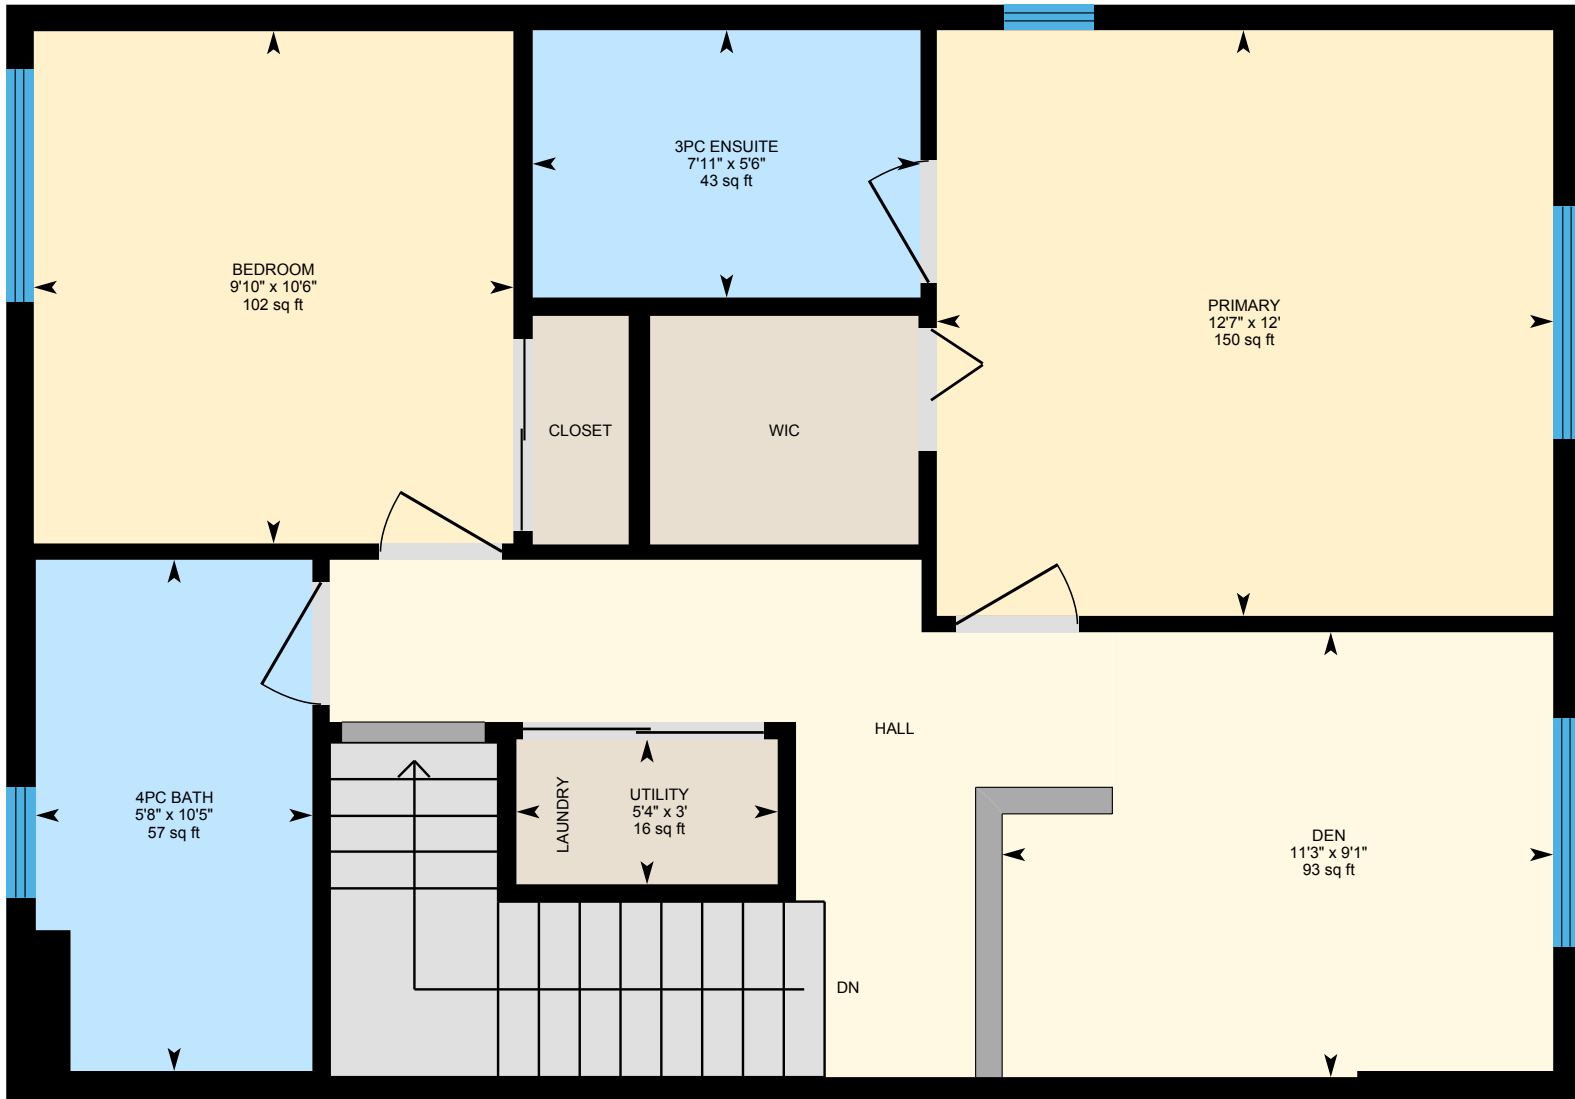 3PC ENSUITE
7'11" x 5'6"
43 sq ft
BEDROOM
9'10" x 10'6"
102 sq ft
PRIMARY
12'7" x 12'
150 sq ft
CLOSET
WIC
HALL
4PC BATH
5'8" x 10'5"
57 sq ft
LAUNDRY
UTILITY
5'4" x 3'
16 sq ft
DEN
11'3" x 9'1"
93 sq ft
DN